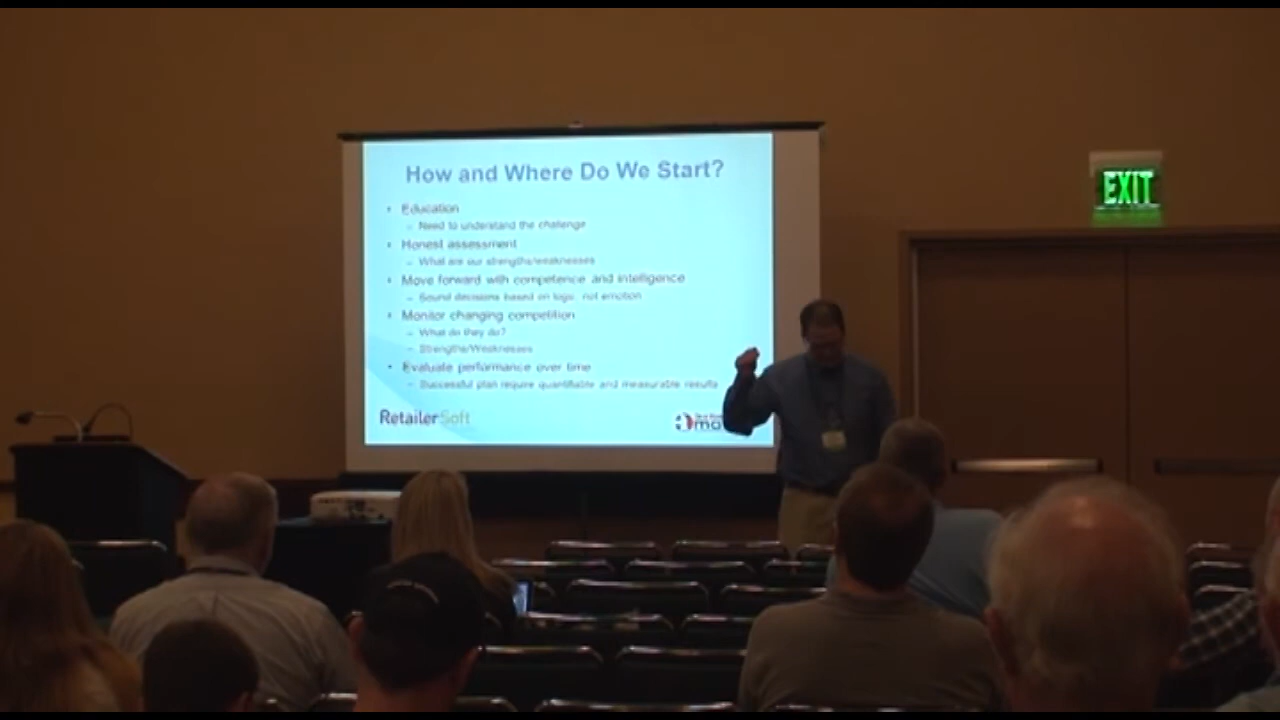 How and Where Do We Start?
• Education
– Need to understand the challenge
• Honest assessment
– What are our strengths/weaknesses
• Move forward with competence and intelligence
– Sound decisions based on logic, not emotion
• Monitor changing competition
– What do they do?
– Strengths/Weaknesses
• Evaluate performance over time
– Successful plan require quantifiable and measurable results
RetailerSoft
EXIT